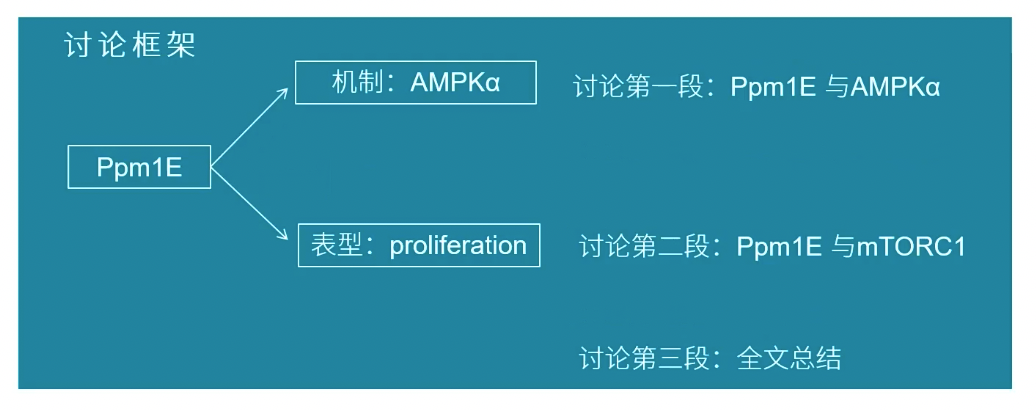 讨论框架
机制：AMPKα
讨论第一段：Ppm1E 与AMPKα
Ppm1E
表型：proliferation
讨论第二段：Ppm1E 与mTORC1
讨论第三段：全文总结